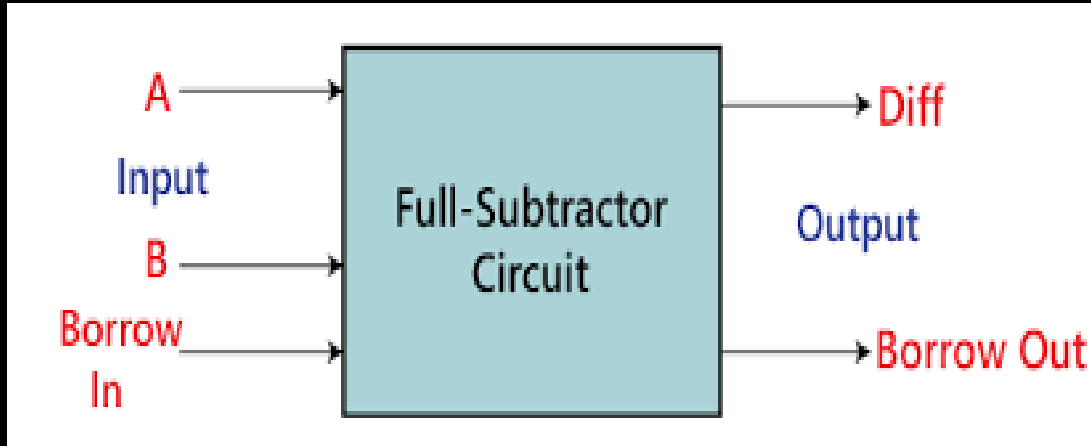 A
Input
B
Borrow
In
Full-Subtractor
Circuit
Diff
Output
Borrow Out